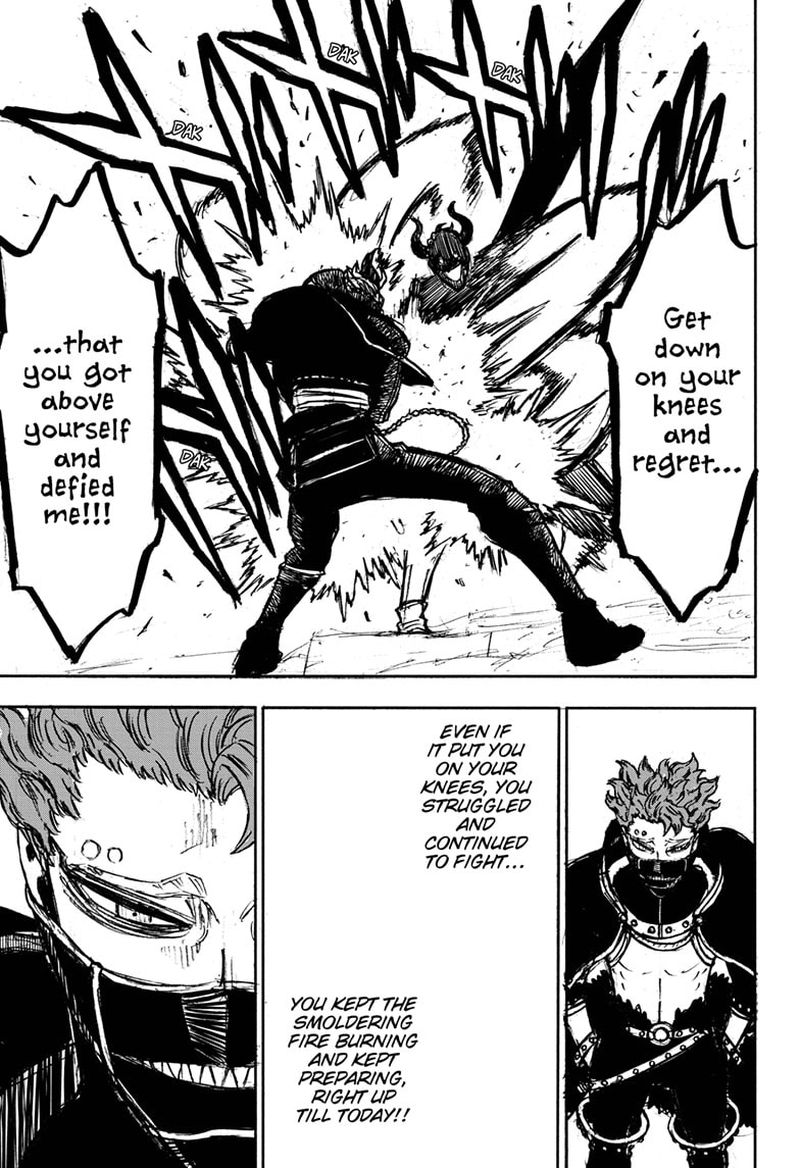 DAK
DAK
DAK
DAK
Get
down
on your
knees
and
regret...
...that
you got
above
yourself
and
defied
me!!!
EVEN IF
IT PUT YOU
ON YOUR
KNEES, YOU
STRUGGLED
AND
CONTINUED
TO FIGHT...
YOU KEPT THE
SMOLDERING
FIRE BURNING
AND KEPT
PREPARING,
RIGHT UP
TILL TODAY!!